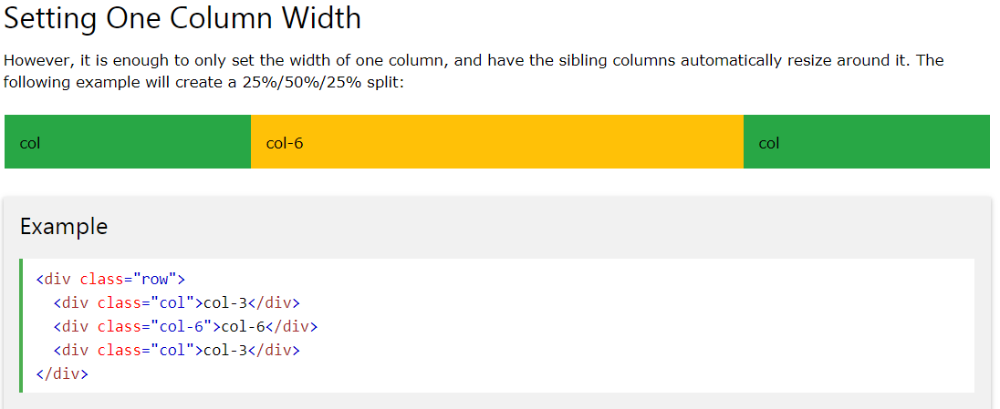 Setting One Column Width
However, it is enough to only set the width of one column, and have the sibling columns automatically resize around it. The
following example will create a 25%/50%/25% split:
col col-6 col
Example
<div class="row">
  <div class="col">col-3</div>
  <div class="col-6">col-6</div>
  <div class="col">col-3</div>
</div>